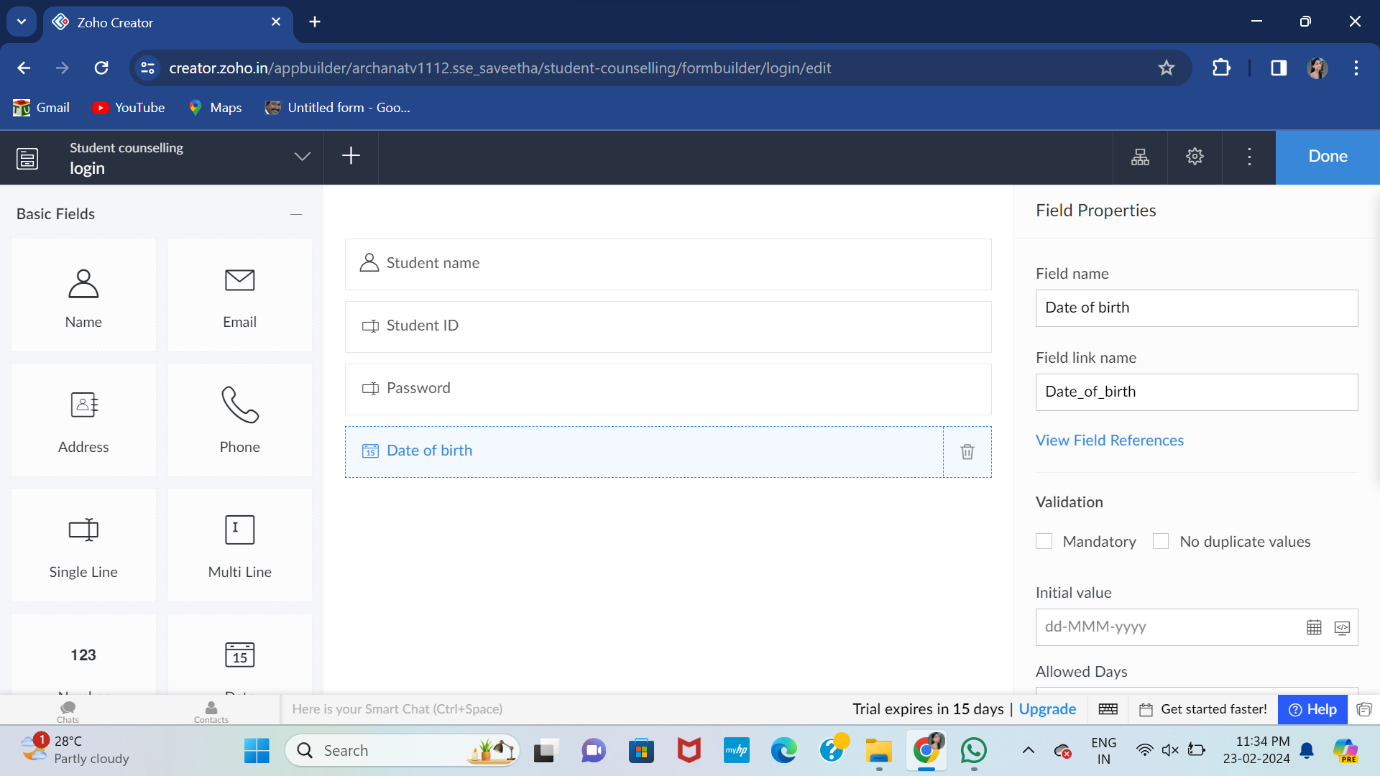 Zoho Creator
creator.zoho.in/appbuilder/archanatv1112.sse_saveetha/student-counselling/formbuilder/login/edit
Gmail
YouTube
Maps
Untitled form - Goo...
Student counselling
login
Done
Basic Fields
Name
Email
Address
Phone
Single Line
I
Multi Line
123
15
Student name
Student ID
Password
15 Date of birth
Field Properties
Field name
Date of birth
Field link name
Date_of_birth
View Field References
Validation
Mandatory
No duplicate values
Initial value
dd-MMM-yyyy
Allowed Days
Chats
Contacts
Here is your Smart Chat (Ctrl+Space)
Trial expires in 15 days | Upgrade
Get started faster!
? Help
1
28°C
Partly cloudy
Search
myhp
?
ENG
IN
11:34 PM
23-02-2024
PRE